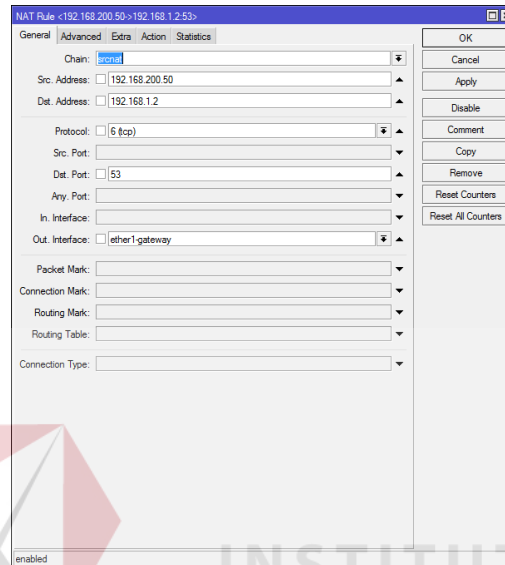 NAT Rule <192.168.200.50->192.168.1.2:53>
General Advanced Extra Action Statistics
Chain: srcnat
Src. Address: 192.168.200.50
Dst. Address: 192.168.1.2
Protocol: 6 (tcp)
Src. Port:
Dst. Port: 53
Any. Port:
In. Interface:
Out. Interface: ether1-gateway
Packet Mark:
Connection Mark:
Routing Mark:
Routing Table:
Connection Type:
OK
Cancel
Apply
Disable
Comment
Copy
Remove
Reset Counters
Reset All Counters
enabled
INSTITUT